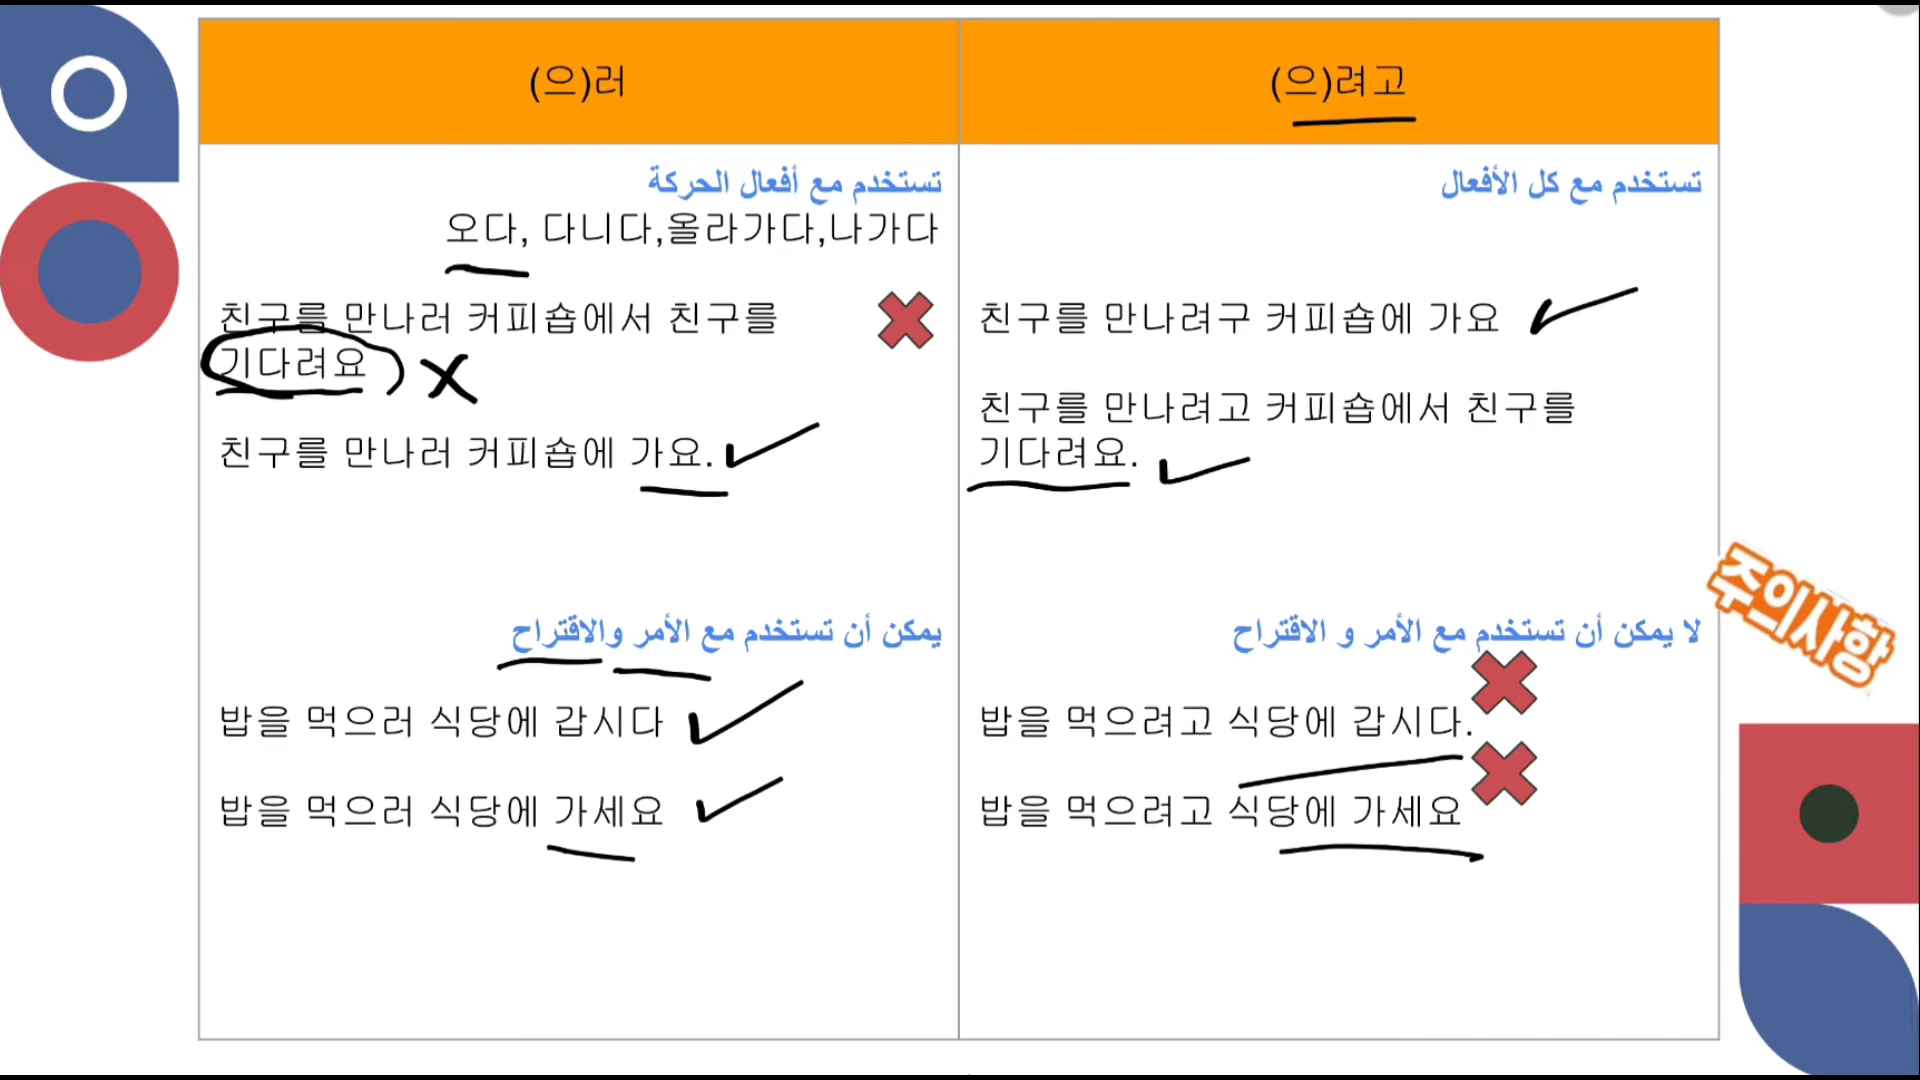 (으)러
تستخدم مع أفعال الحركة
오다, 다니다,올라가다,나가다
친구를 만나러 커피숍에서 친구를
기다려요
친구를 만나러 커피숍에 가요.
يمكن أن تستخدم مع الأمر والاقتراح
밥을 먹으러 식당에 갑시다
밥을 먹으러 식당에 가세요
(으)려고
تستخدم مع كل الأفعال
친구를 만나려구 커피숍에 가요
친구를 만나려고 커피숍에서 친구를
기다려요.
لا يمكن أن تستخدم مع الأمر و الاقتراح
밥을 먹으려고 식당에 갑시다.
밥을 먹으려고 식당에 가세요
주의사항